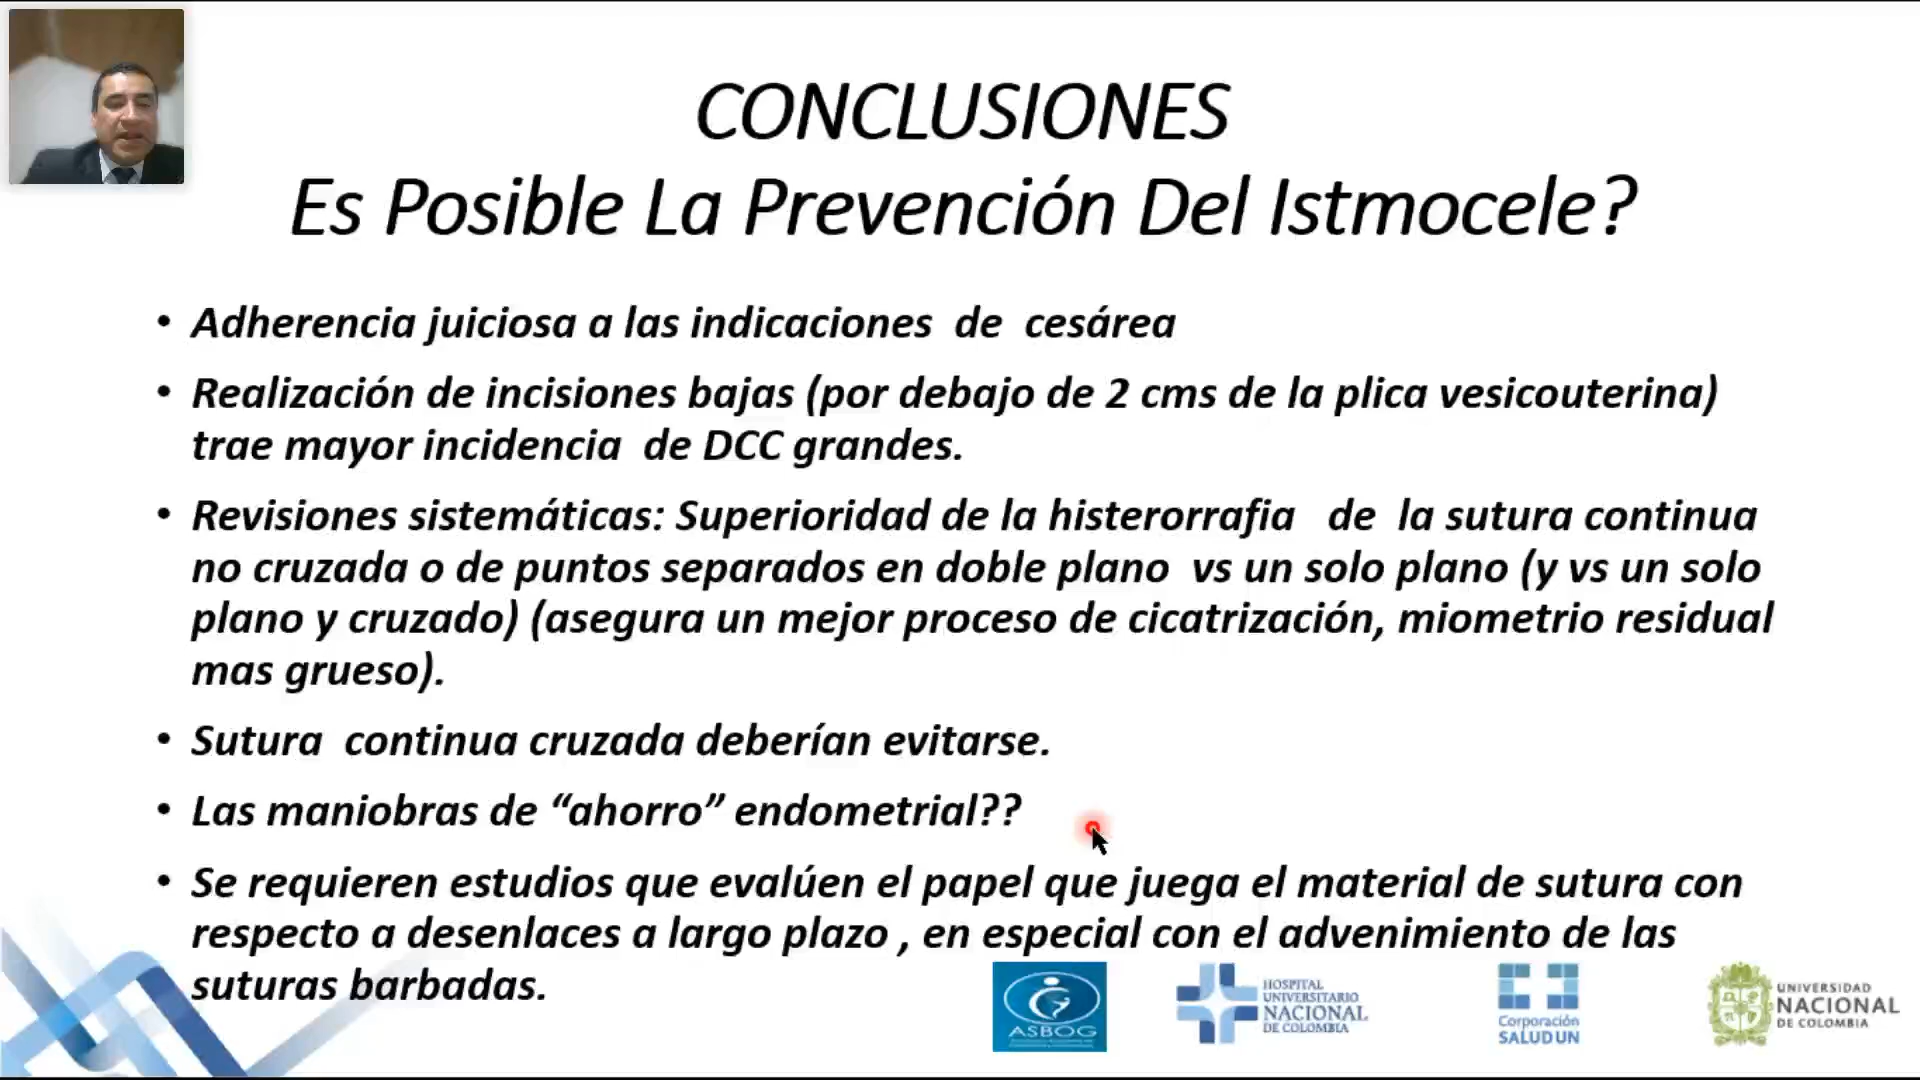 CONCLUSIONES
Es Posible La Prevención Del Istmocele?
• Adherencia juiciosa a las indicaciones de cesárea
• Realización de incisiones bajas (por debajo de 2 cms de la plica vesicouterina)
trae mayor incidencia de DCC grandes.
• Revisiones sistemáticas: Superioridad de la histerorrafia de la sutura continua
no cruzada o de puntos separados en doble plano vs un solo plano (y vs un solo
plano y cruzado) (asegura un mejor proceso de cicatrización, miometrio residual
mas grueso).
• Sutura continua cruzada deberían evitarse.
• Las maniobras de “ahorro” endometrial??
• Se requieren estudios que evalúen el papel que juega el material de sutura con
respecto a desenlaces a largo plazo , en especial con el advenimiento de las
suturas barbadas.
ASBOG
HOSPITAL
UNIVERSITARIO
NACIONAL
DE COLOMBIA
Corporación
SALUD UN
UNIVERSIDAD
NACIONAL
DE COLOMBIA